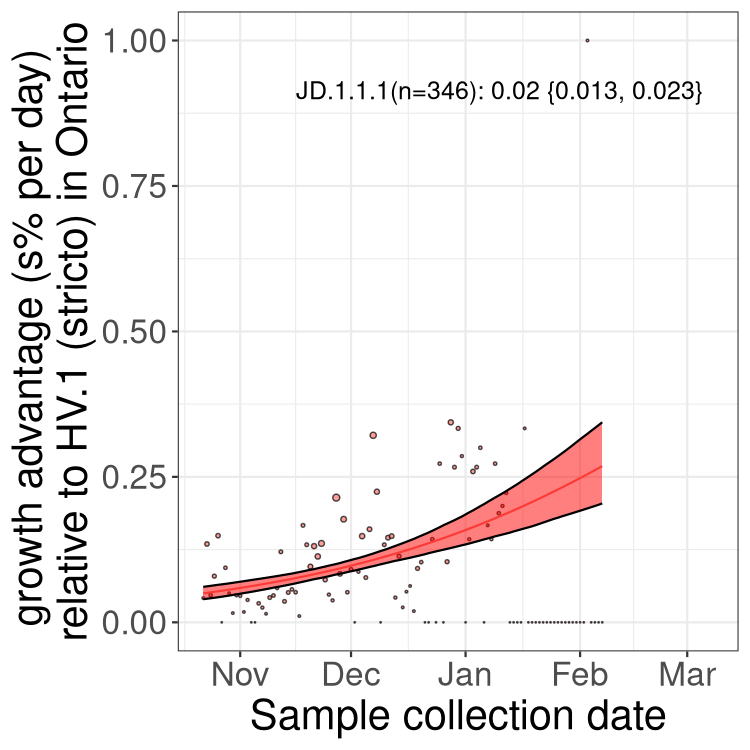 growth advantage (s% per day)
relative to HV.1 (stricto) in Ontario
1.00
0.75
0.50
0.25
0.00
JD.1.1.1(n=346): 0.02 {0.013, 0.023}
Nov Dec Jan Feb Mar
Sample collection date